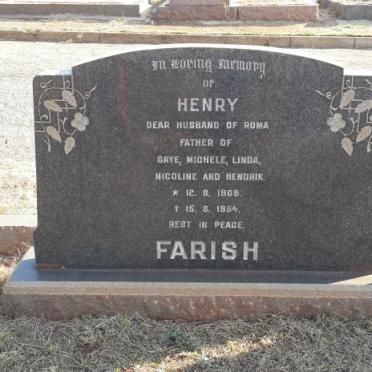 In Loving Memory
OF
HENRY
DEAR HUSBAND OF ROMA
FATHER OF
GAYE, MICHELE, LINDA,
NICOLINE AND HENDRIK.
* 12. 8. 1909.
† 15. 8. 1954.
REST IN PEACE.
FARISH